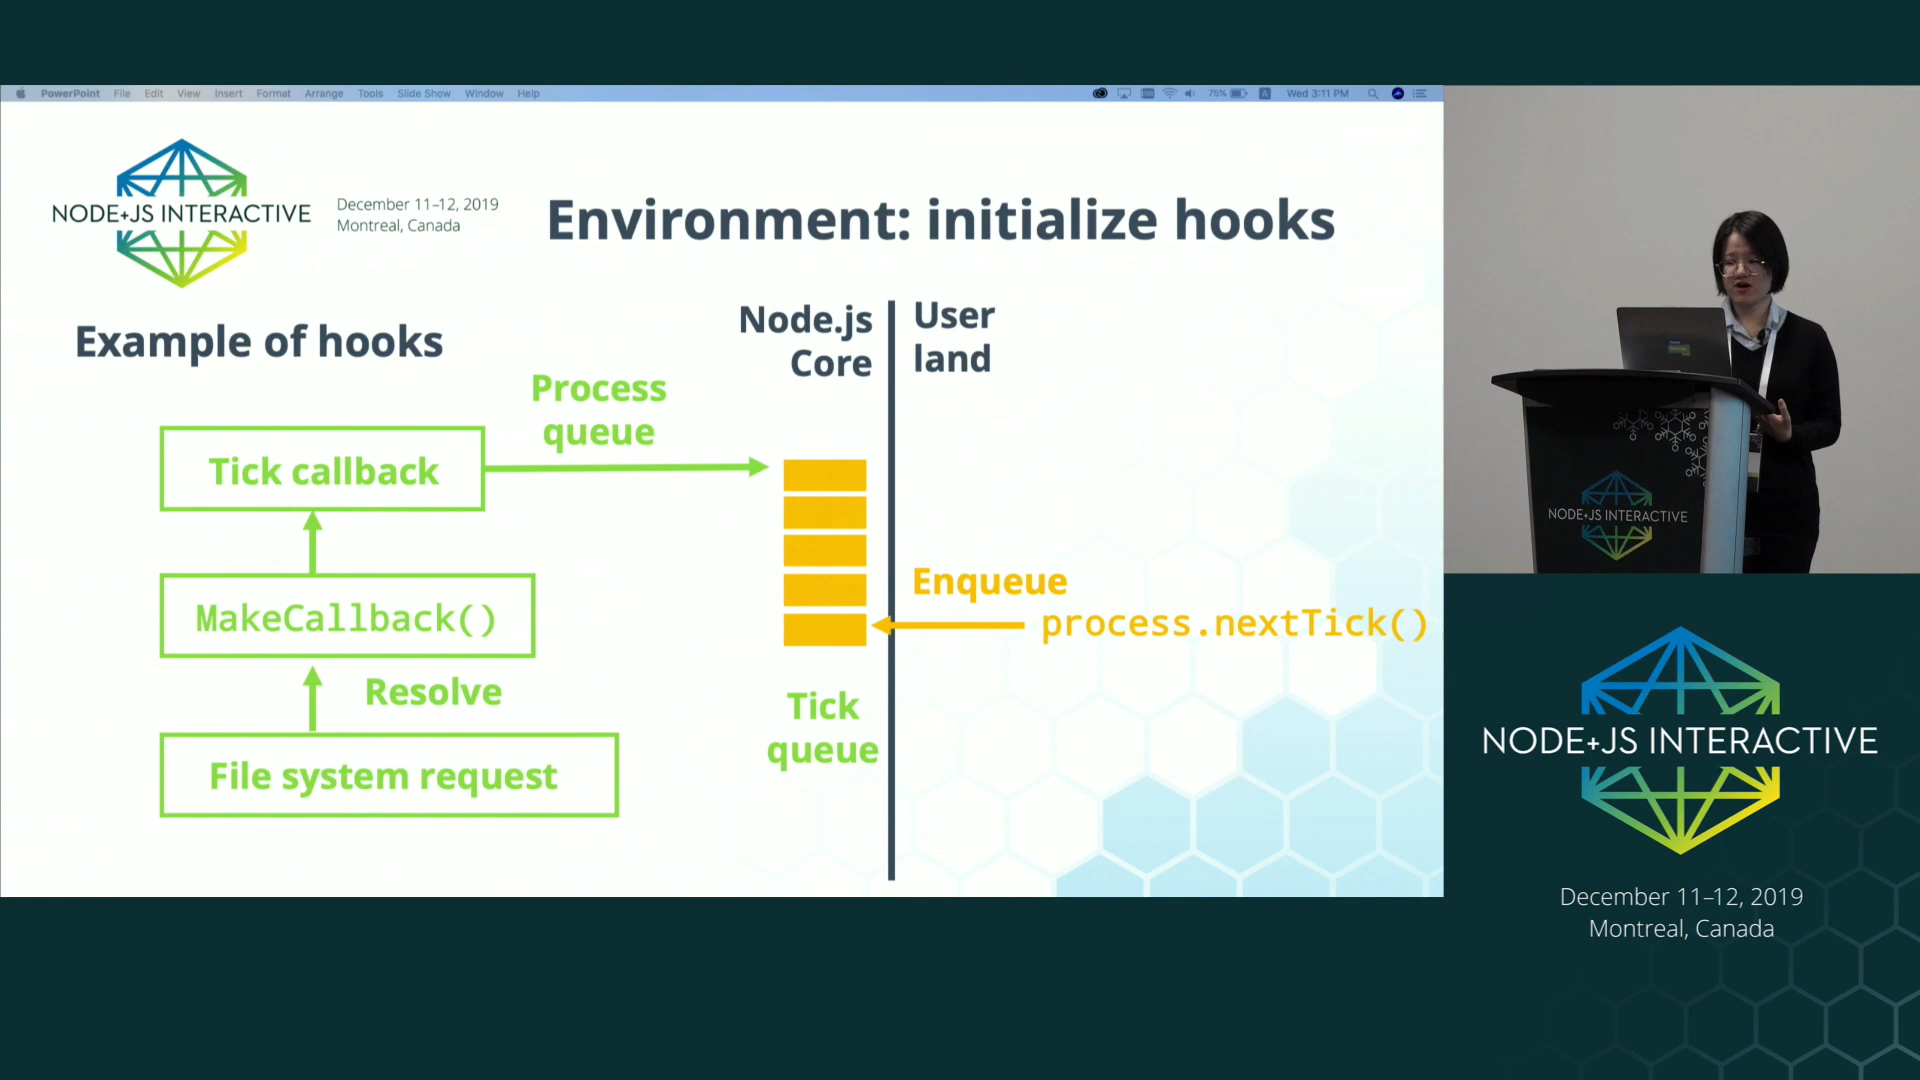 PowerPoint File Edit View Insert Format Arrange Tools Slide Show Window Help
75% A Wed 3:11 PM
NODE+JS INTERACTIVE
December 11–12, 2019
Montreal, Canada
Environment: initialize hooks
Example of hooks
Node.js
Core
User
land
Process
queue
Tick callback
MakeCallback()
Resolve
File system request
Enqueue
process.nextTick()
Tick
queue
NODE+JS INTERACTIVE
NODE+JS INTERACTIVE
December 11–12, 2019
Montreal, Canada